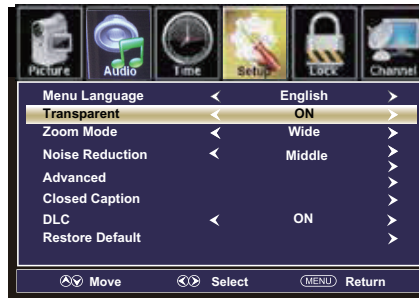 Picture Audio Time Setup Lock Channel
Menu Language English
Transparent ON
Zoom Mode Wide
Noise Reduction Middle
Advanced
Closed Caption
DLC ON
Restore Default
Move Select MENU Return